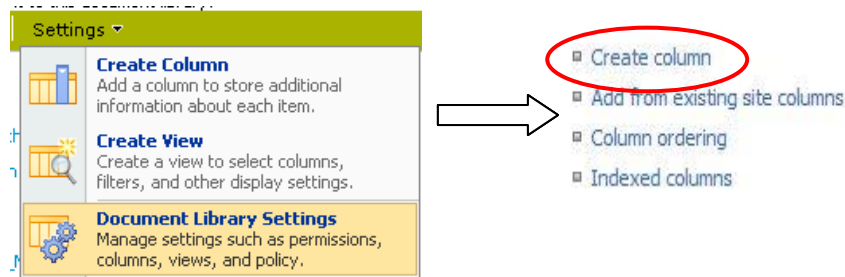 Settings
Create Column
Add a column to store additional
information about each item.
Create View
Create a view to select columns,
filters, and other display settings.
Document Library Settings
Manage settings such as permissions,
columns, views, and policy.
Create column
Add from existing site columns
Column ordering
Indexed columns